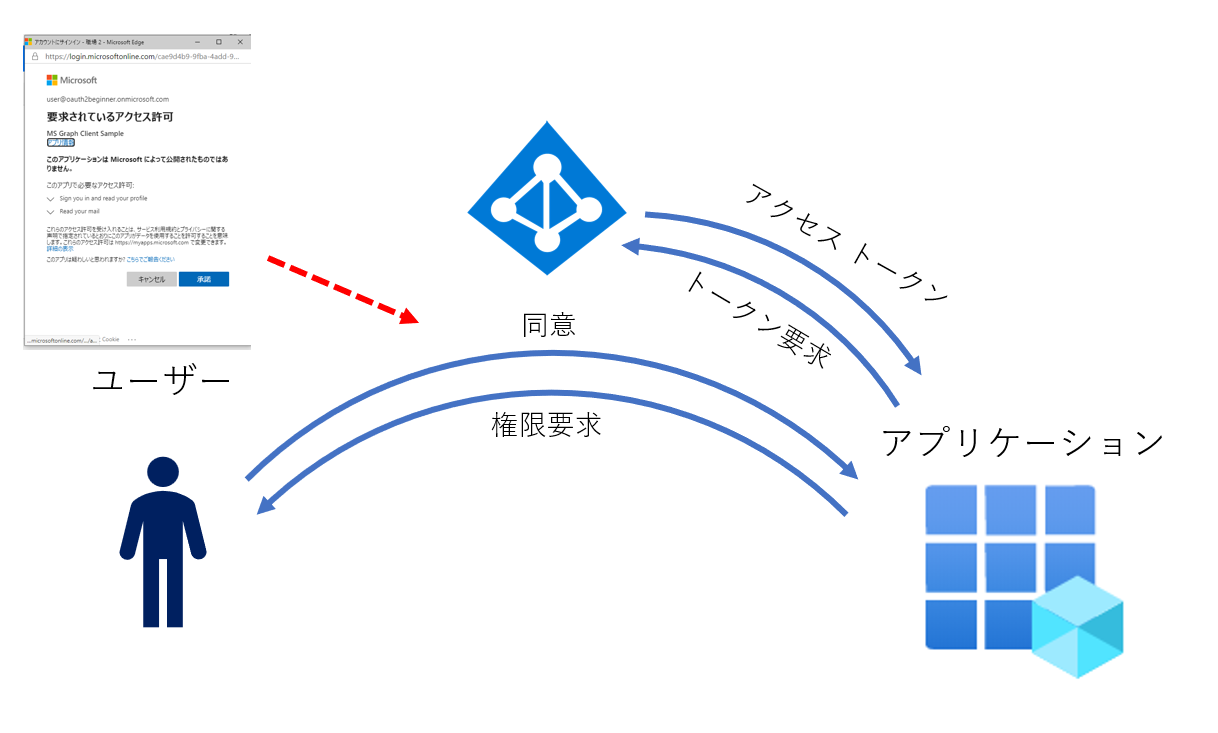 アカウントにサインイン - 職場 2 - Microsoft Edge
https://login.microsoftonline.com/cae9d4b9-9fba-4add-9...
Microsoft
user@oauth2beginner.onmicrosoft.com
要求されているアクセス許可
MS Graph Client Sample
このアプリケーションは Microsoft によって公開されたものではあ
りません。
このアプリで必要なアクセス許可:
Sign you in and read your profile
Read your mail
これらのアクセス許可を受け入れることは、サービス利用規約とプライバシーに関する
声明で指定されているとおりにこのアプリがデータを使用することを許可することを意味
します。これらのアクセス許可は https://myapps.microsoft.com で変更できます。
詳細の表示
このアプリは疑わしいと思われますか? こちらでご報告ください
キャンセル
承諾
...microsoftonline.com/.../a...
Cookie
...
ユーザー
同意
権限要求
アクセス トークン
トークン要求
アプリケーション